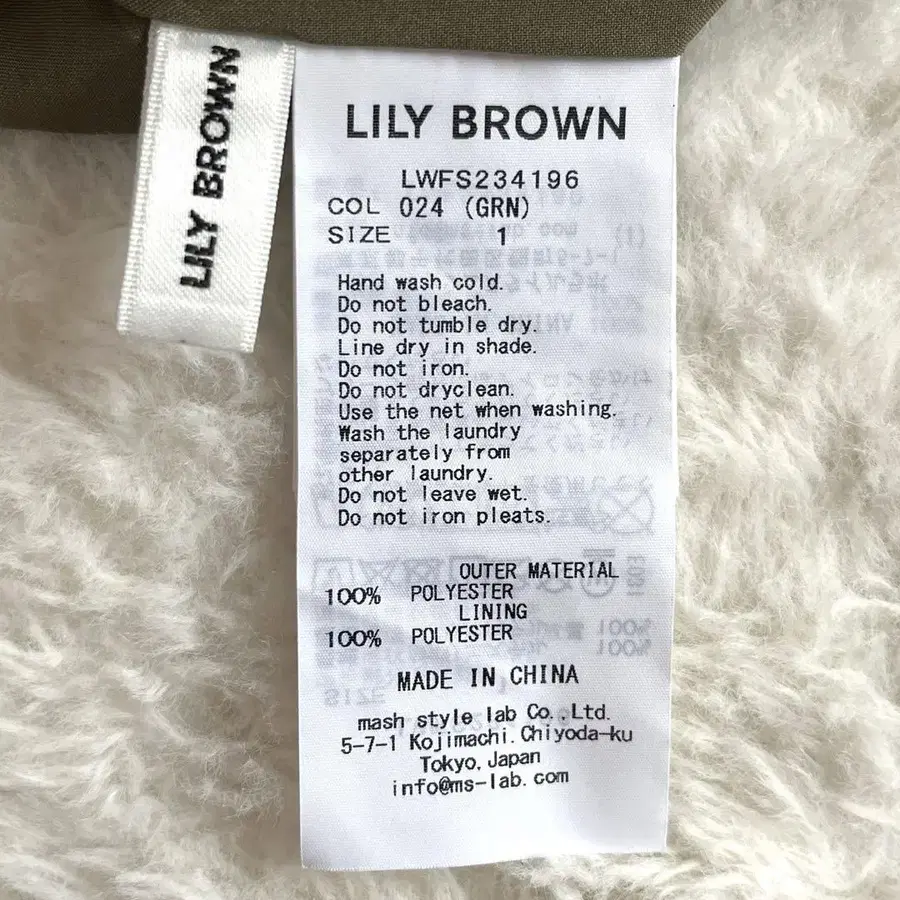 LILY BROWN
LILY BROWN
LWFS234196
COL 024 (GRN)
SIZE 1
Hand wash cold.
Do not bleach.
Do not tumble dry.
Line dry in shade.
Do not iron.
Do not dryclean.
Use the net when washing.
Wash the laundry
separately from
other laundry.
Do not leave wet.
Do not iron pleats.
OUTER MATERIAL
100% POLYESTER
LINING
100% POLYESTER
MADE IN CHINA
mash style lab Co.,Ltd.
5-7-1 Kojimachi.Chiyoda-ku
Tokyo,Japan
info@ms-lab.com